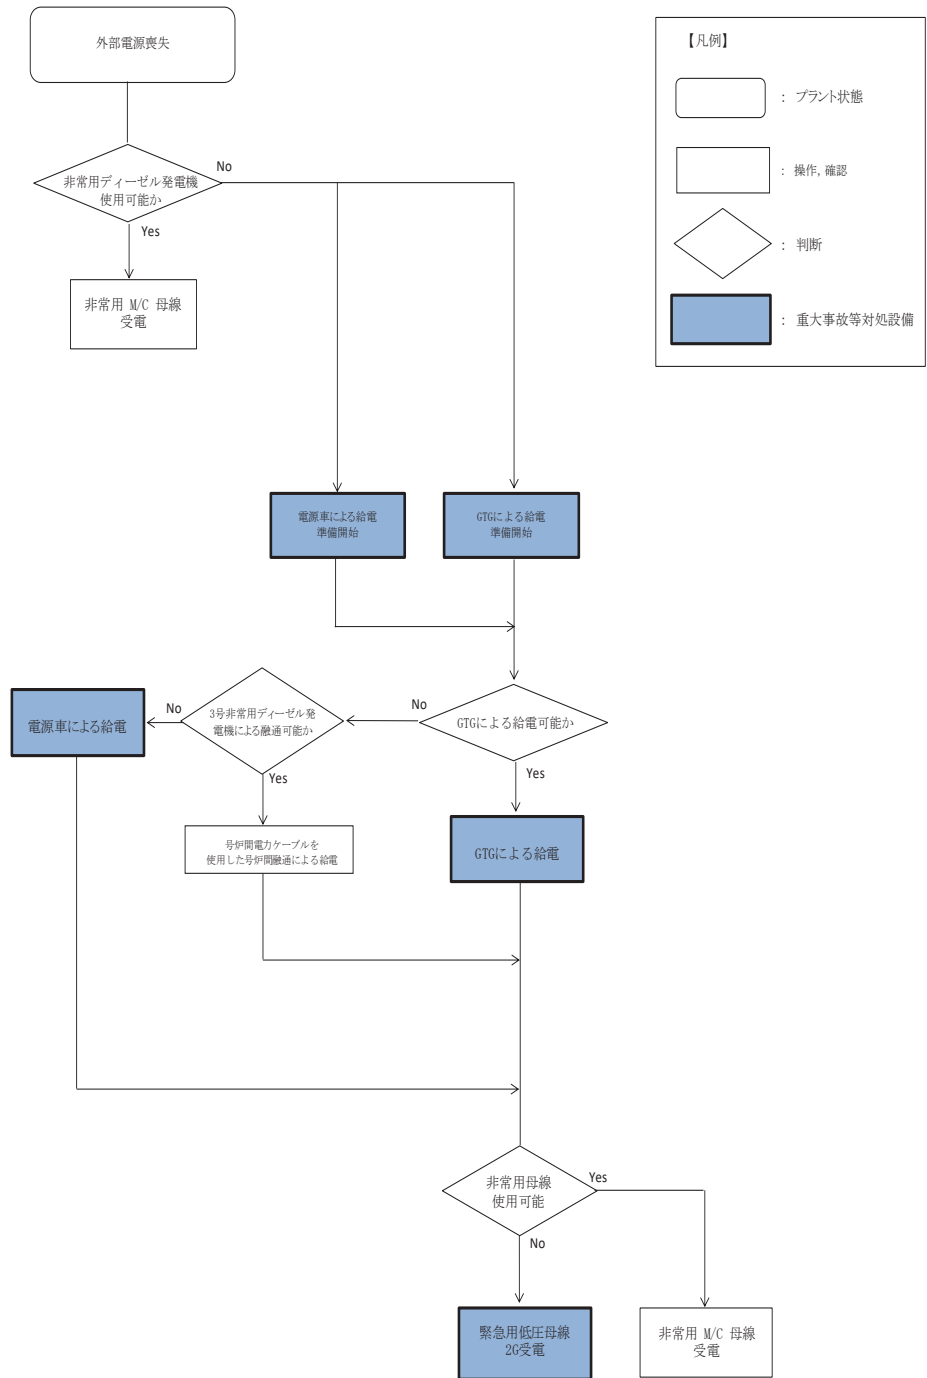 外部電源喪失
【凡例】
： プラント状態
： 操作，確認
： 判断
： 重大事故等対処設備
非常用ディーゼル発電機
使用可能か
No
Yes
非常用 M/C 母線
受電
電源車による給電
準備開始
GTGによる給電
準備開始
GTGによる給電可能か
No
Yes
3号非常用ディーゼル発
電機による融通可能か
No
Yes
電源車による給電
号炉間電力ケーブルを
使用した号炉間融通による給電
GTGによる給電
非常用母線
使用可能
Yes
No
緊急用低圧母線
2G受電
非常用 M/C 母線
受電